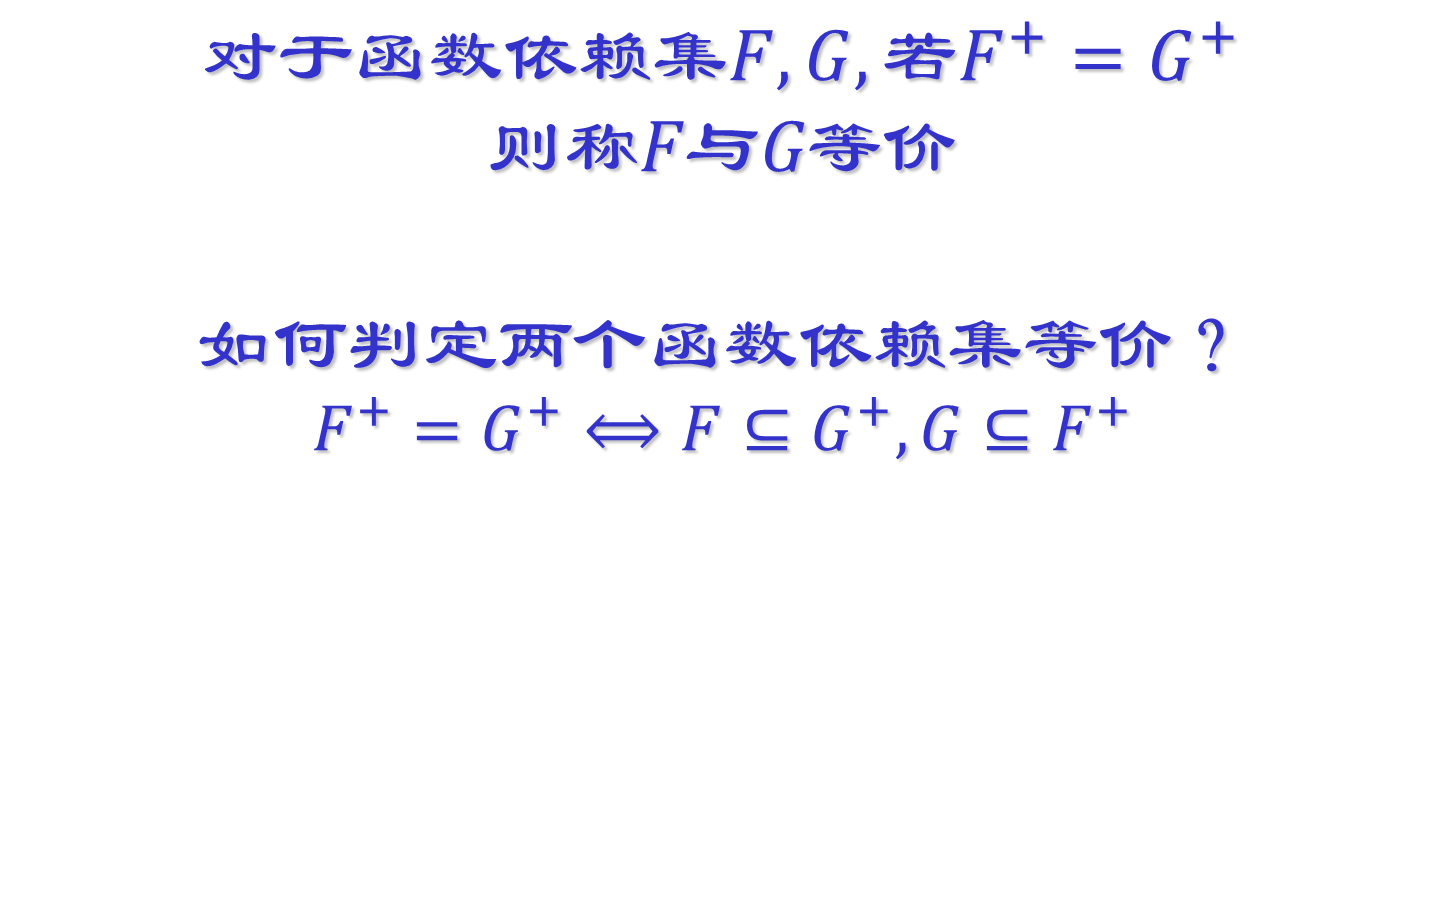 对于函数依赖集F, G, 若F⁺ = G⁺
则称F与G等价
如何判定两个函数依赖集等价？
F⁺ = G⁺ ⟺ F ⊆ G⁺, G ⊆ F⁺